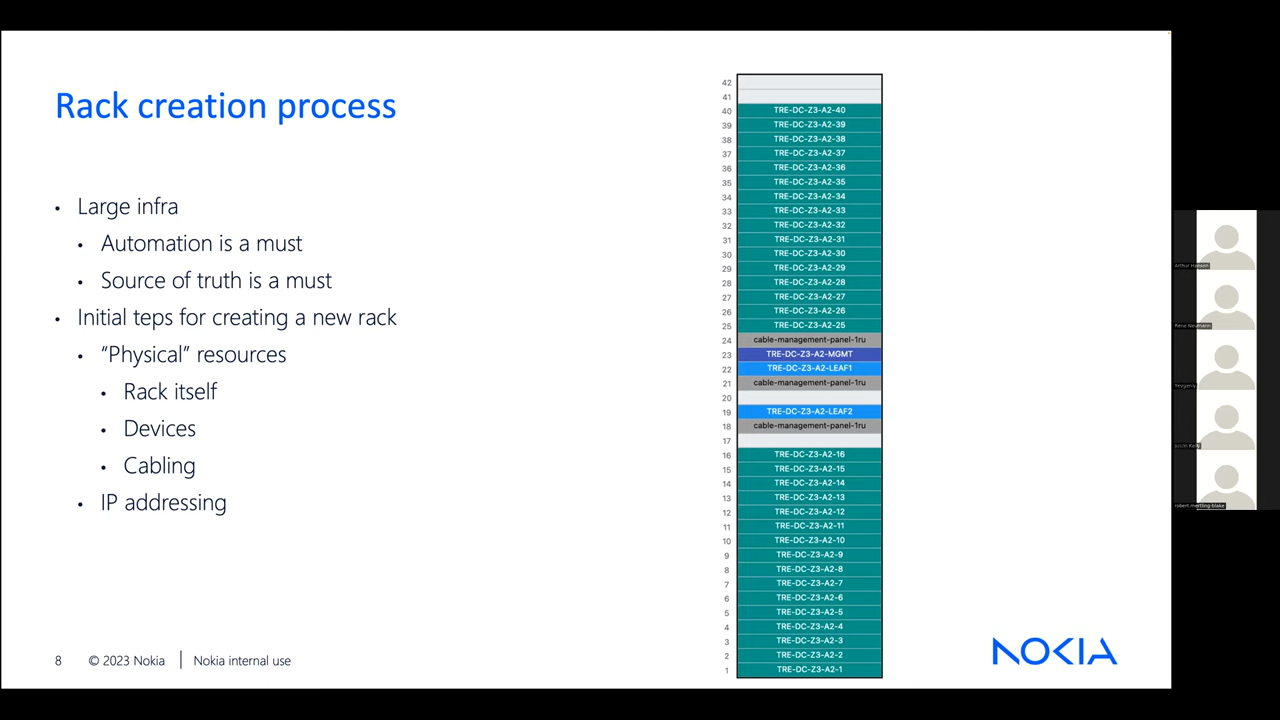 Rack creation process
• Large infra
• Automation is a must
• Source of truth is a must
• Initial teps for creating a new rack
• “Physical” resources
• Rack itself
• Devices
• Cabling
• IP addressing
42
41
40 TRE-DC-Z3-A2-40
39 TRE-DC-Z3-A2-39
38 TRE-DC-Z3-A2-38
37 TRE-DC-Z3-A2-37
36 TRE-DC-Z3-A2-36
35 TRE-DC-Z3-A2-35
34 TRE-DC-Z3-A2-34
33 TRE-DC-Z3-A2-33
32 TRE-DC-Z3-A2-32
31 TRE-DC-Z3-A2-31
30 TRE-DC-Z3-A2-30
29 TRE-DC-Z3-A2-29
28 TRE-DC-Z3-A2-28
27 TRE-DC-Z3-A2-27
26 TRE-DC-Z3-A2-26
25 TRE-DC-Z3-A2-25
24 cable-management-panel-1ru
23 TRE-DC-Z3-A2-MGMT
22 TRE-DC-Z3-A2-LEAF1
21 cable-management-panel-1ru
20
19 TRE-DC-Z3-A2-LEAF2
18 cable-management-panel-1ru
17
16 TRE-DC-Z3-A2-16
15 TRE-DC-Z3-A2-15
14 TRE-DC-Z3-A2-14
13 TRE-DC-Z3-A2-13
12 TRE-DC-Z3-A2-12
11 TRE-DC-Z3-A2-11
10 TRE-DC-Z3-A2-10
9 TRE-DC-Z3-A2-9
8 TRE-DC-Z3-A2-8
7 TRE-DC-Z3-A2-7
6 TRE-DC-Z3-A2-6
5 TRE-DC-Z3-A2-5
4 TRE-DC-Z3-A2-4
3 TRE-DC-Z3-A2-3
2 TRE-DC-Z3-A2-2
1 TRE-DC-Z3-A2-1
8 © 2023 Nokia | Nokia internal use
NOKIA
robert.mertling-blake